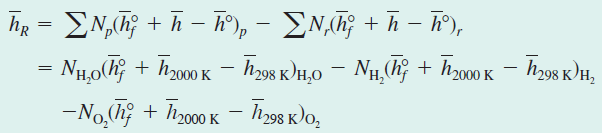 h̄_R = ∑N_p(h̄°_f + h̄ − h̄°)_p − ∑N_r(h̄°_f + h̄ − h̄°)_r
= N_H₂O(h̄°_f + h̄_2000 K − h̄_298 K)_H₂O − N_H₂(h̄°_f + h̄_2000 K − h̄_298 K)_H₂
−N_O₂(h̄°_f + h̄_2000 K − h̄_298 K)_O₂